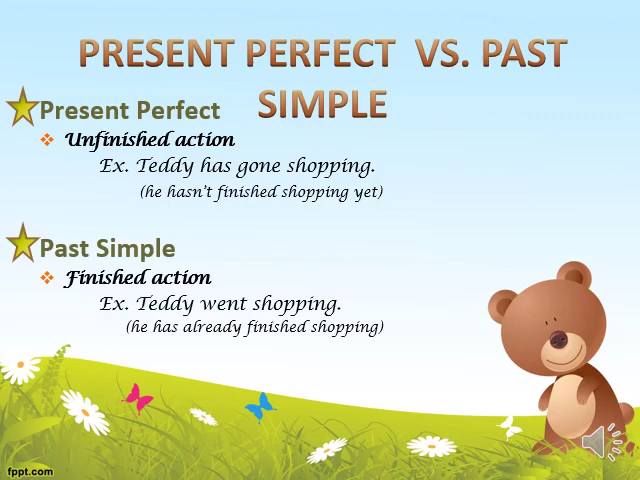 PRESENT PERFECT VS. PAST
SIMPLE
Present Perfect
Unfinished action
Ex. Teddy has gone shopping.
(he hasn't finished shopping yet)
Past Simple
Finished action
Ex. Teddy went shopping.
(he has already finished shopping)
fppt.com